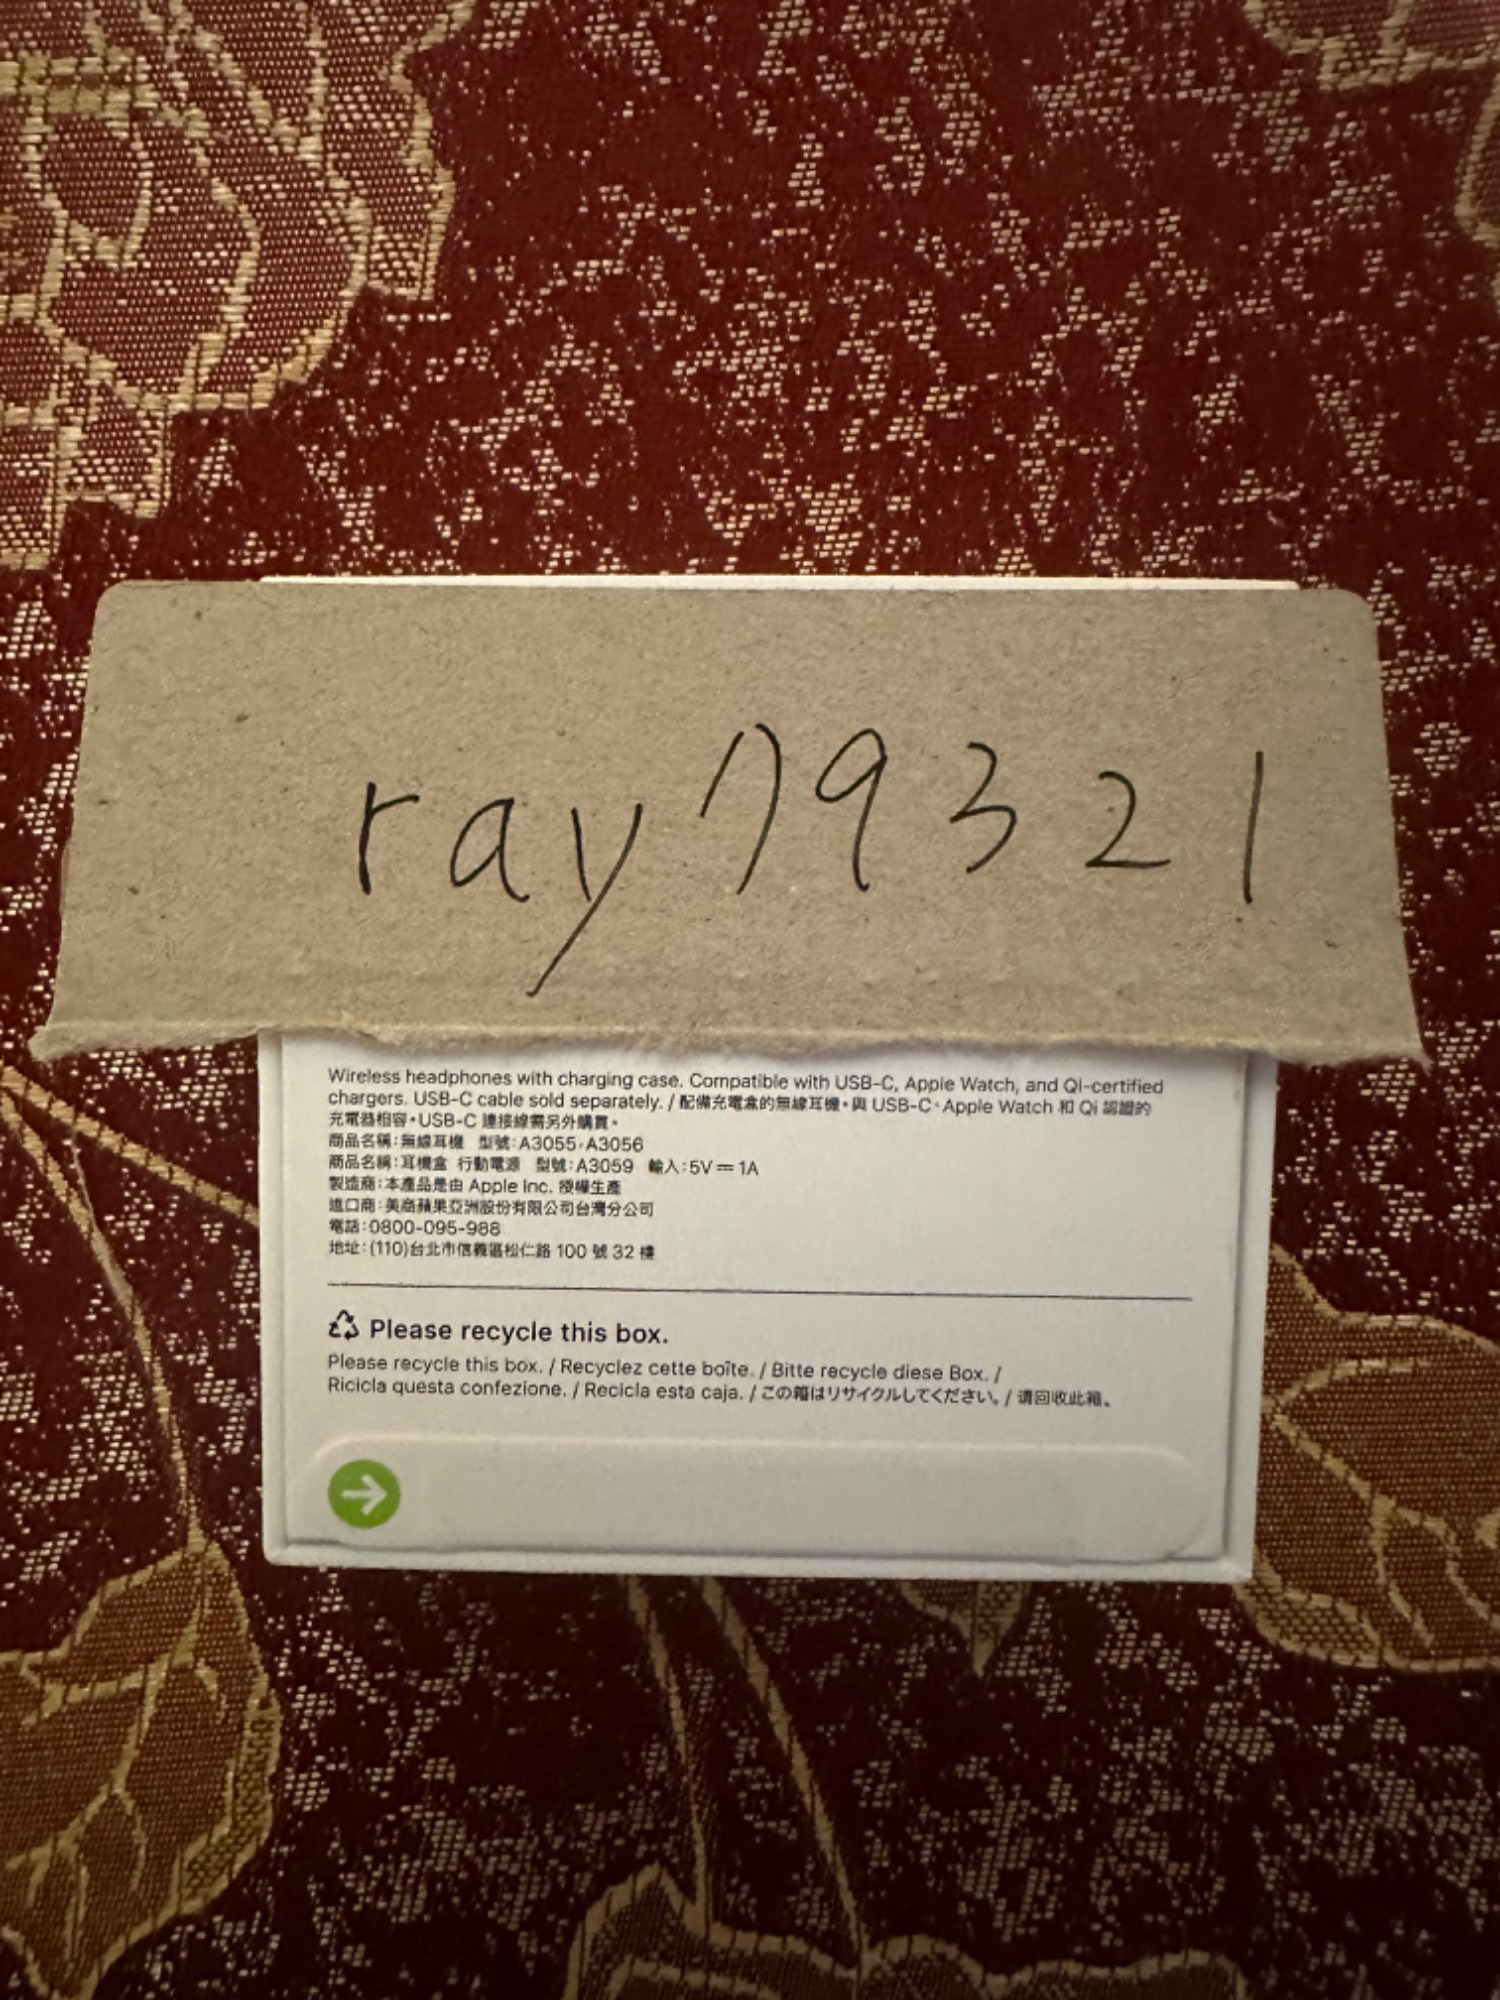 ray79321
Wireless headphones with charging case. Compatible with USB-C, Apple Watch, and Qi-certified
chargers. USB-C cable sold separately. / 配備充電盒的無線耳機，與 USB-C、Apple Watch 和 Qi 認證的
充電器相容。USB-C 連接線需另外購買。
商品名稱：無線耳機 型號：A3055、A3056
商品名稱：耳機盒 行動電源 型號：A3059 輸入：5V⎓1A
製造商：本產品是由 Apple Inc. 授權生產
進口商：美商蘋果亞洲股份有限公司台灣分公司
電話：0800-095-988
地址：(110)台北市信義區松仁路 100 號 32 樓
Please recycle this box.
Please recycle this box. / Recyclez cette boîte. / Bitte recycle diese Box. /
Ricicla questa confezione. / Recicla esta caja. / この箱はリサイクルしてください。/ 请回收此箱。